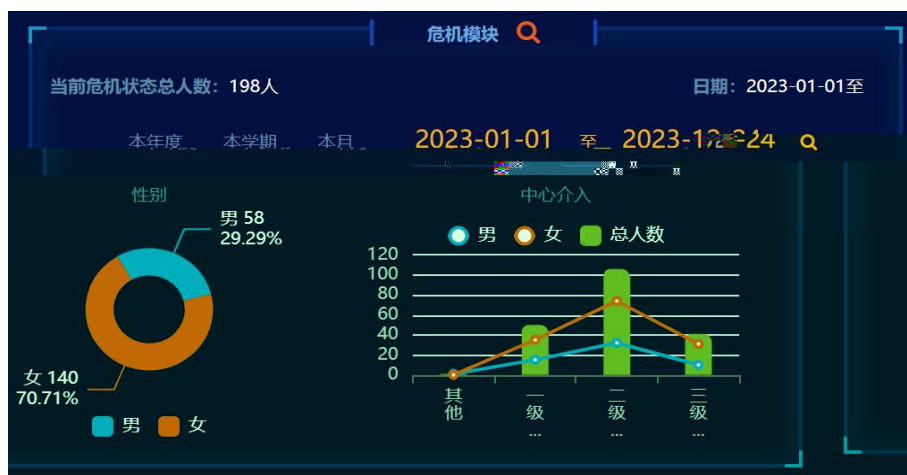 危机模块
当前危机状态总人数：198人
日期：2023-01-01至
本年度 本学期 本月 2023-01-01 至 2023-12-24
性别
男 58
29.29%
女 140
70.71%
男 女
中心介入
男 女 总人数
120
100
80
60
40
20
0
其他
一级...
二级...
三级...